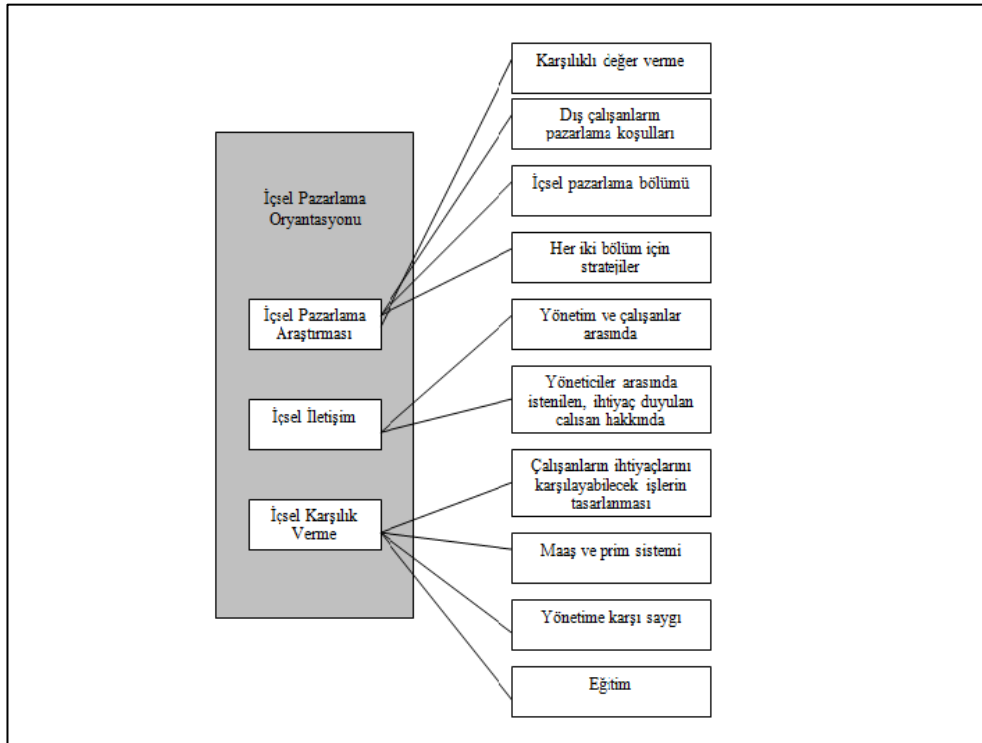 İçsel Pazarlama
Oryantasyonu
İçsel Pazarlama
Araştırması
İçsel İletişim
İçsel Karşılık
Verme
Karşılıklı değer verme
Dış çalışanların
pazarlama koşulları
İçsel pazarlama bölümü
Her iki bölüm için
stratejiler
Yönetim ve çalışanlar
arasında
Yöneticiler arasında
istenilen, ihtiyaç duyulan
calısan hakkında
Çalışanların ihtiyaçlarını
karşılayabilecek işlerin
tasarlanması
Maaş ve prim sistemi
Yönetime karşı saygı
Eğitim